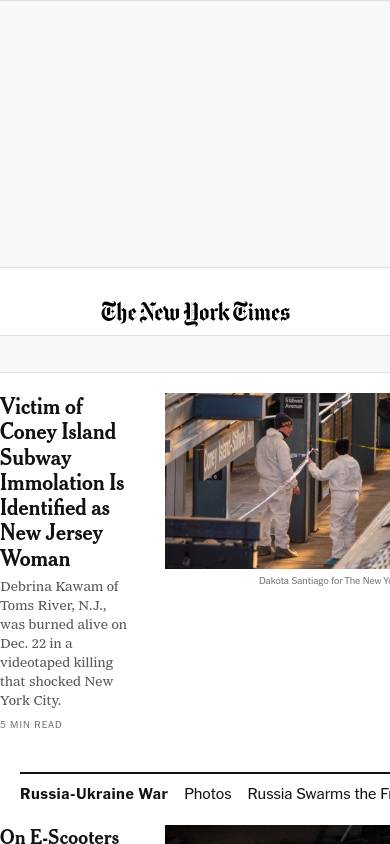 The New York Times
Victim of
Coney Island
Subway
Immolation Is
Identified as
New Jersey
Woman
Debrina Kawam of
Toms River, N.J.,
was burned alive on
Dec. 22 in a
videotaped killing
that shocked New
York City.
5 MIN READ
Stillwell
Avenue
Coney Island-Stillwell Av
Dakota Santiago for The New Yo
Russia-Ukraine War Photos Russia Swarms the Fr
On E-Scooters